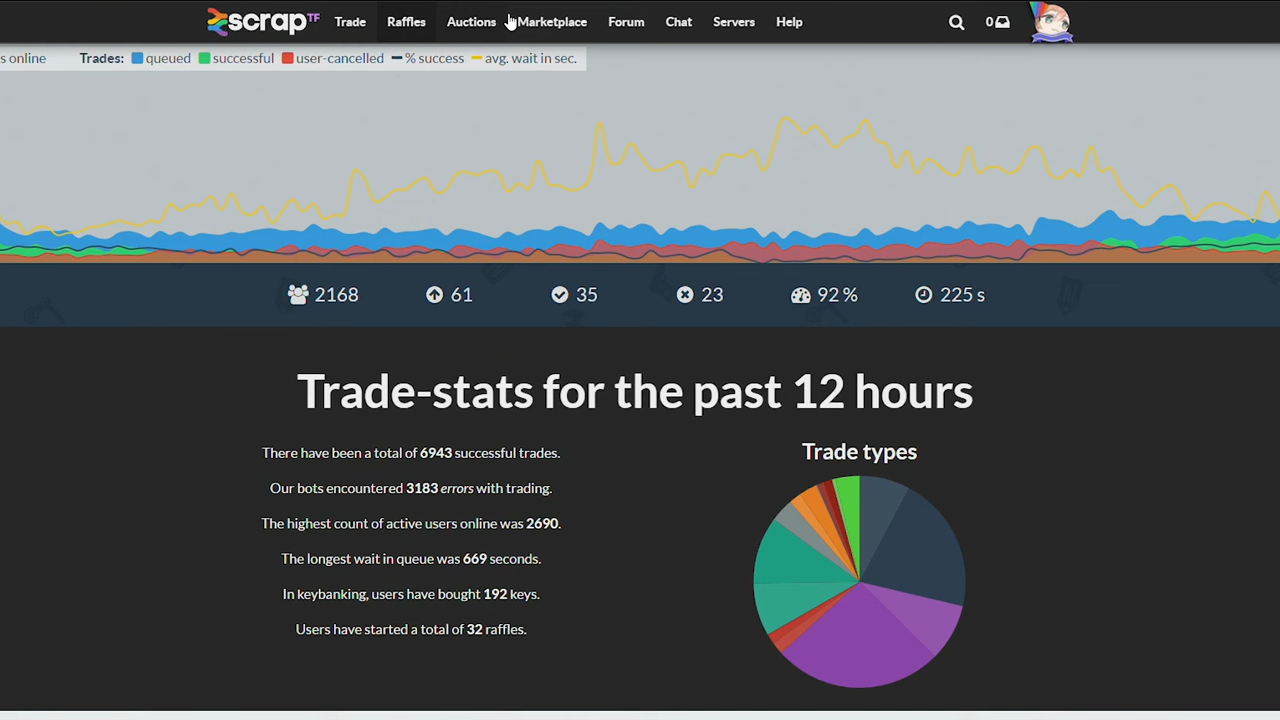 scrap TF Trade Raffles Auctions Marketplace Forum Chat Servers Help 0
s online Trades: queued successful user-cancelled % success avg. wait in sec.
2168 61 35 23 92 % 225 s
Trade-stats for the past 12 hours
There have been a total of 6943 successful trades.
Our bots encountered 3183 errors with trading.
The highest count of active users online was 2690.
The longest wait in queue was 669 seconds.
In keybanking, users have bought 192 keys.
Users have started a total of 32 raffles.
Trade types